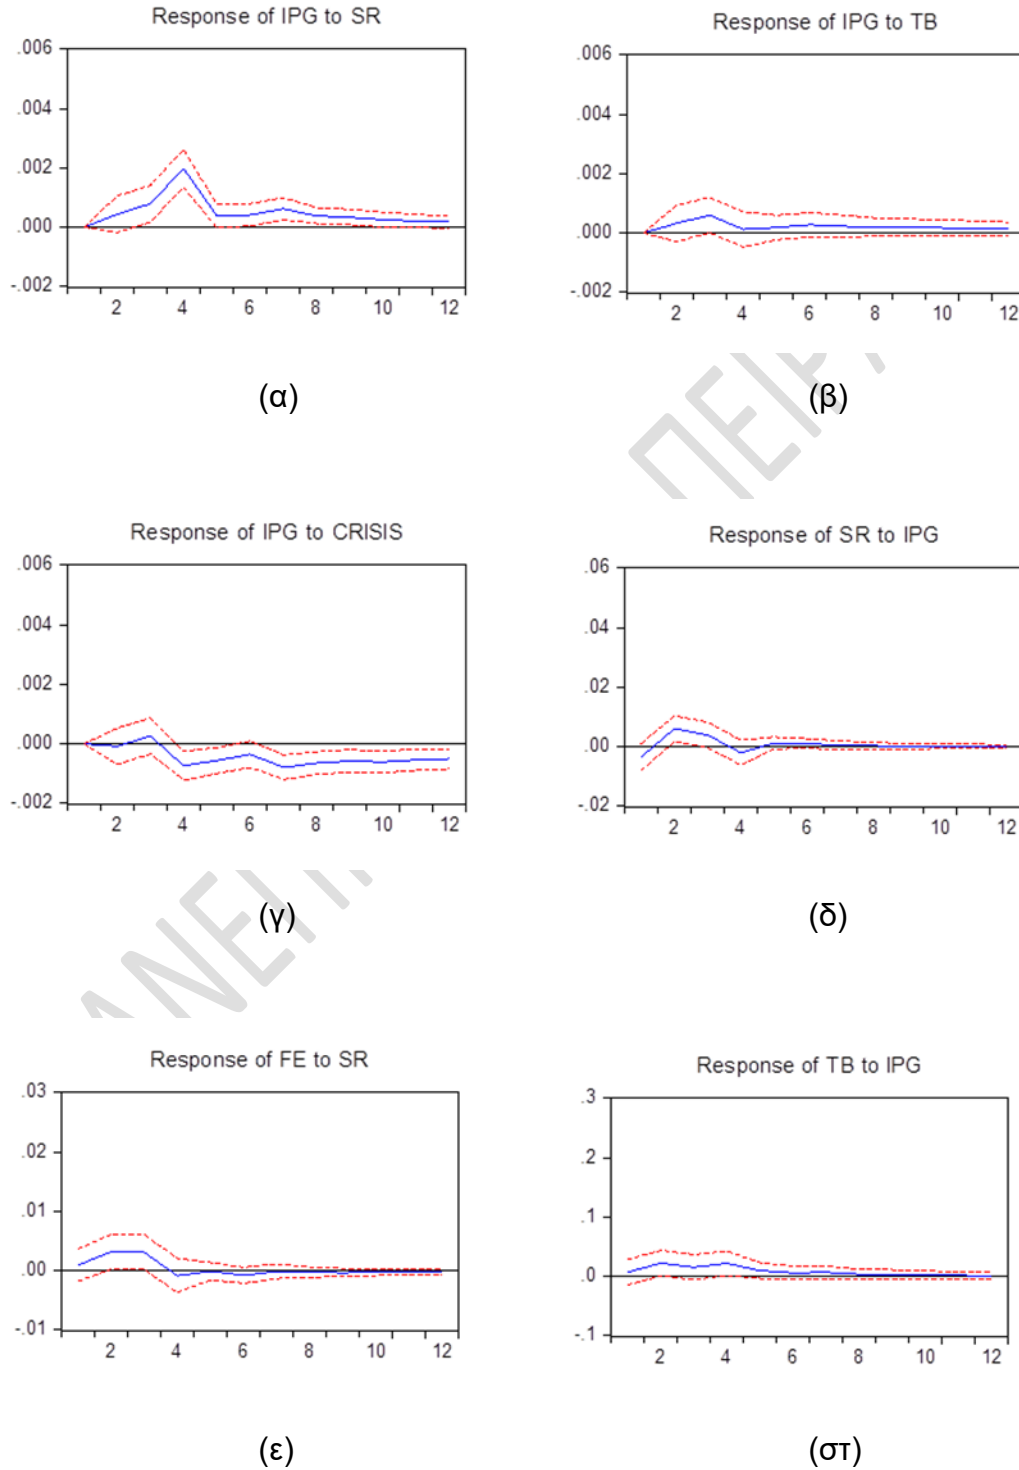 Response of IPG to SR
.006
.004
.002
.000
-.002
2 4 6 8 10 12
(α)
Response of IPG to TB
.006
.004
.002
.000
-.002
2 4 6 8 10 12
(β)
Response of IPG to CRISIS
.006
.004
.002
.000
-.002
2 4 6 8 10 12
(γ)
Response of SR to IPG
.06
.04
.02
.00
-.02
2 4 6 8 10 12
(δ)
Response of FE to SR
.03
.02
.01
.00
-.01
2 4 6 8 10 12
(ε)
Response of TB to IPG
.3
.2
.1
.0
-.1
2 4 6 8 10 12
(στ)